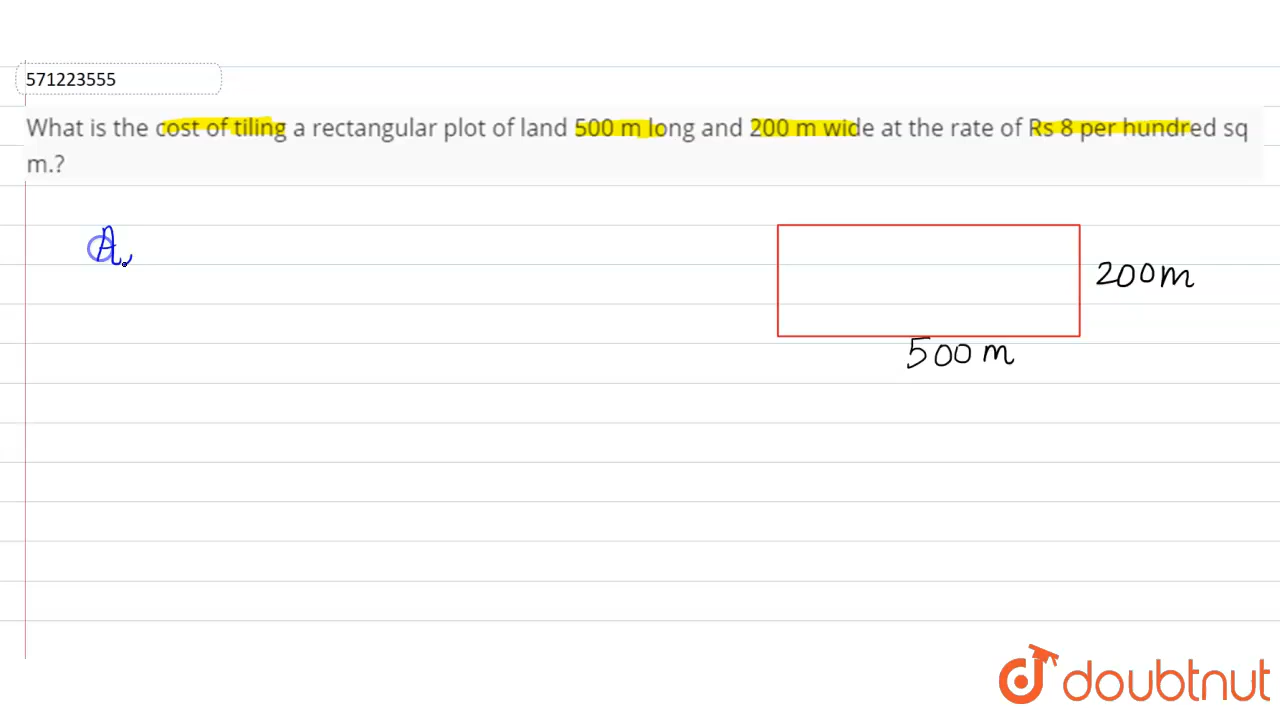 571223555
What is the cost of tiling a rectangular plot of land 500 m long and 200 m wide at the rate of Rs 8 per hundred sq
m.?
A
200m
500m
doubtnut